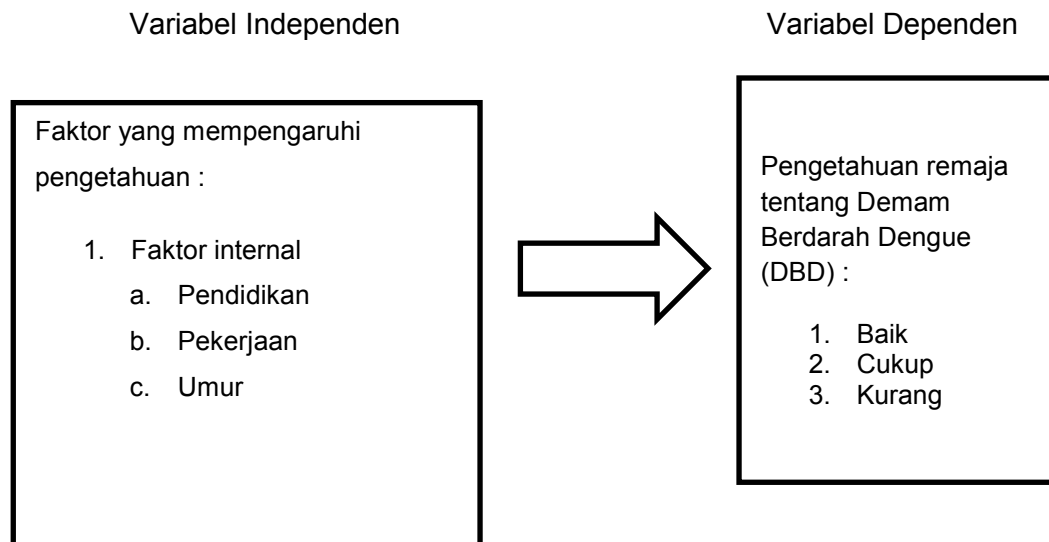 Variabel Independen
Variabel Dependen
Faktor yang mempengaruhi
pengetahuan :
1. Faktor internal
a. Pendidikan
b. Pekerjaan
c. Umur
Pengetahuan remaja
tentang Demam
Berdarah Dengue
(DBD) :
1. Baik
2. Cukup
3. Kurang